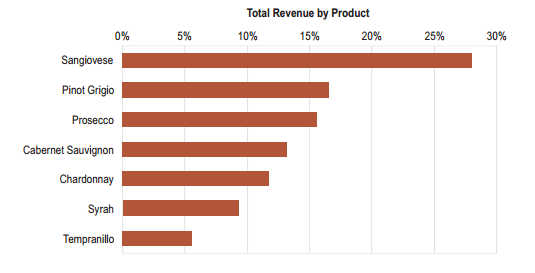 Total Revenue by Product
0% 5% 10% 15% 20% 25% 30%
Sangiovese
Pinot Grigio
Prosecco
Cabernet Sauvignon
Chardonnay
Syrah
Tempranillo